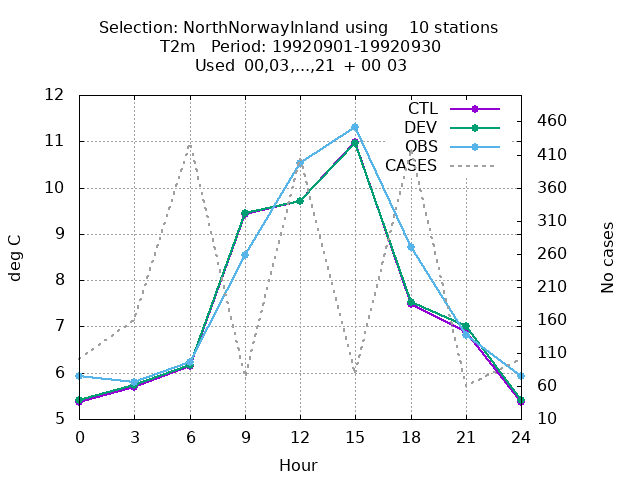 Selection: NorthNorwayInland using    10 stations
T2m   Period: 19920901-19920930
Used  00,03,...,21  + 00 03
12
11
10
9
8
7
6
5
460
410
360
310
260
210
160
110
60
10
CTL
DEV
OBS
CASES
deg C
No cases
0 3 6 9 12 15 18 21 24
Hour